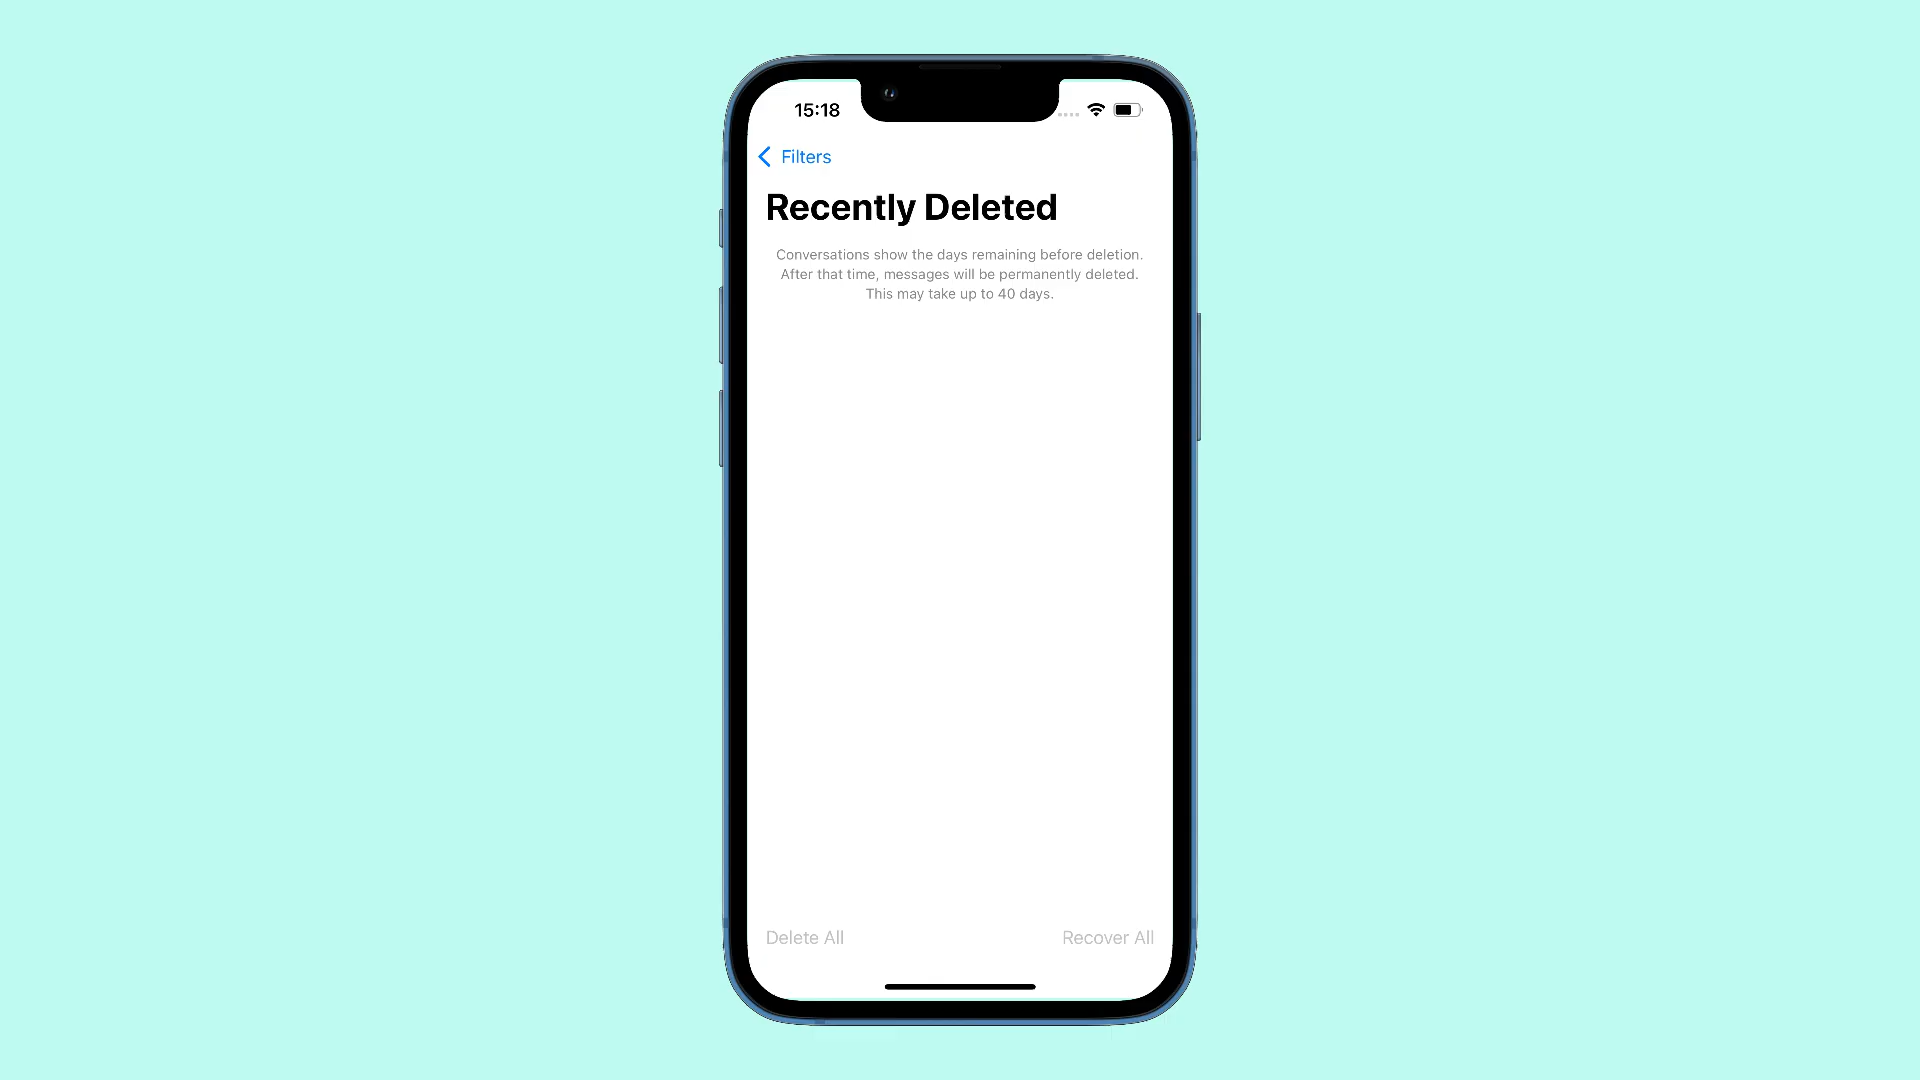 15:18
Filters
Recently Deleted
Conversations show the days remaining before deletion.
After that time, messages will be permanently deleted.
This may take up to 40 days.
Delete All
Recover All